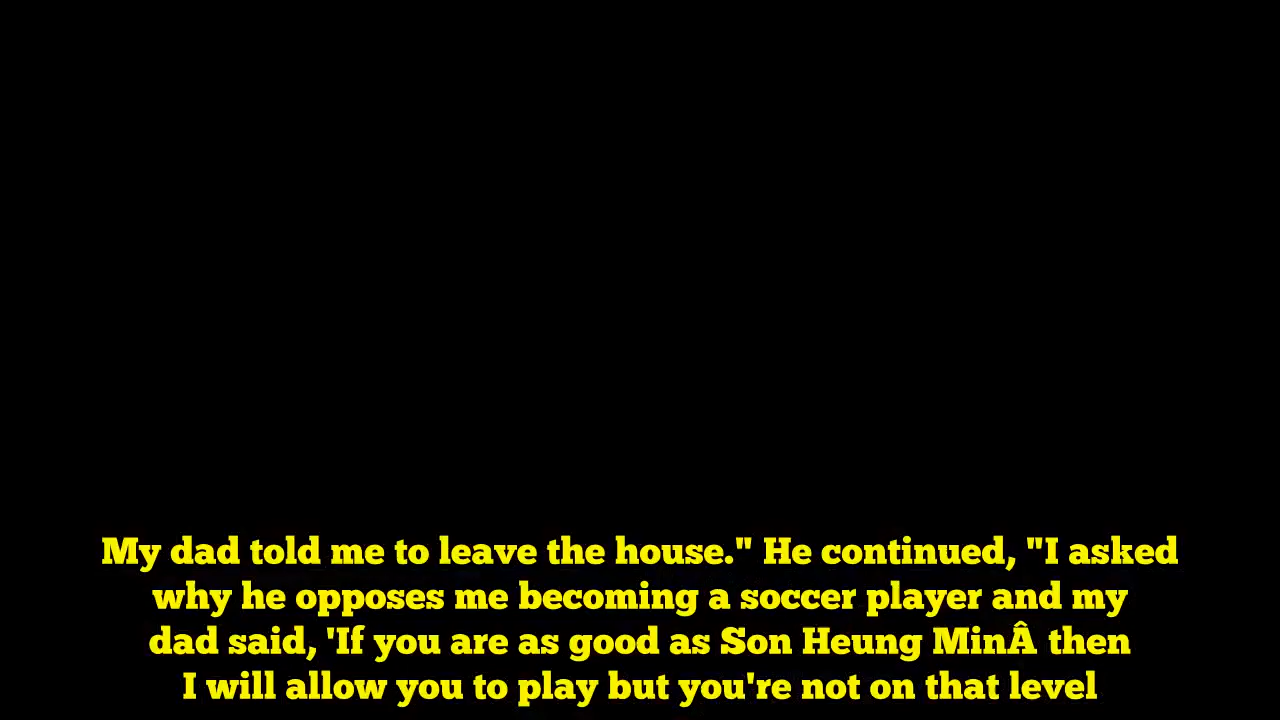 My dad told me to leave the house." He continued, "I asked
why he opposes me becoming a soccer player and my
dad said, 'If you are as good as Son Heung MinÂ then
I will allow you to play but you're not on that level